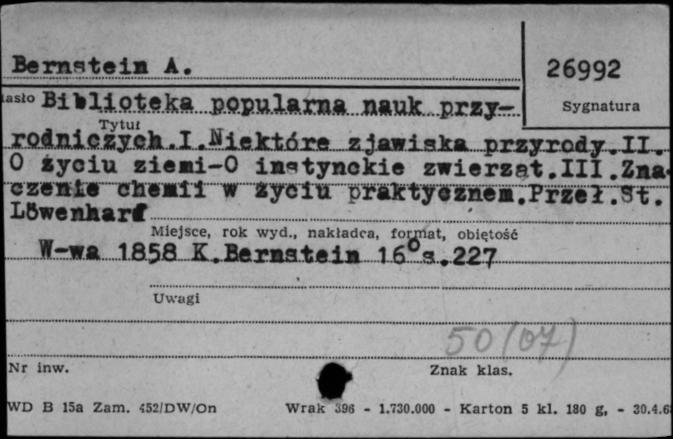 Bernstein A.
26992
Sygnatura
asło Biblioteka popularna nauk przy-
Tytuł
rodniczych.I.Niektóre zjawiska przyrody.II.
O życiu ziemi-O instynckie zwierząt.III.Zna-
czenie chemii w życiu praktycznem.Przeł.St.
Löwenhard
Miejsce, rok wyd., nakładca, format, obiętość
W-wa 1858 K.Bernstein 16° s.227
Uwagi
50(07)
Nr inw.
Znak klas.
WD B 15a Zam. 452/DW/On Wrak 396 - 1.730.000 - Karton 5 kl. 180 g, - 30.4.6